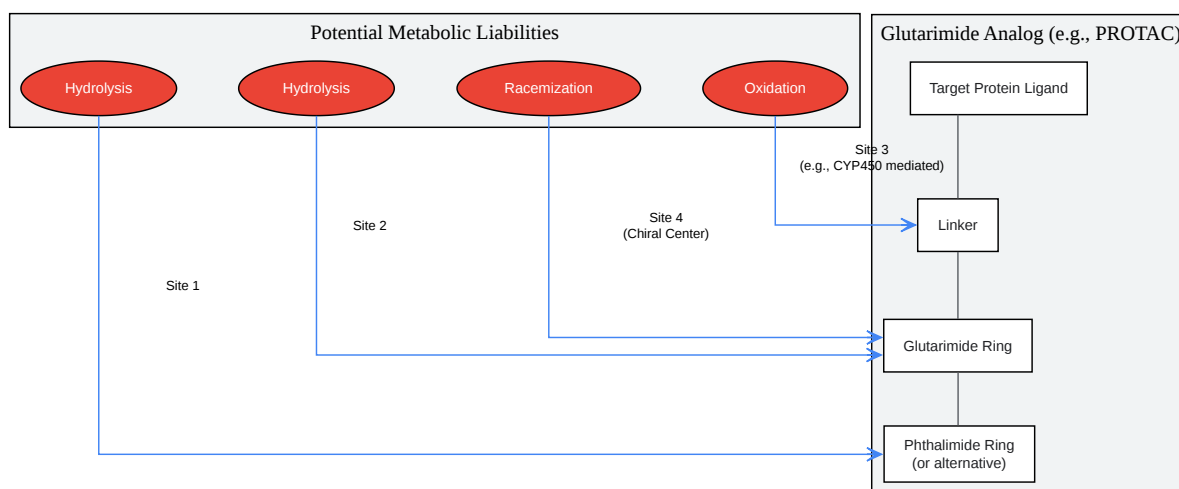 Potential Metabolic Liabilities
Glutarimide Analog (e.g., PROTAC)
Hydrolysis
Hydrolysis
Racemization
Oxidation
Target Protein Ligand
Site 3
(e.g., CYP450 mediated)
Site 2
Site 4
(Chiral Center)
Linker
Site 1
Glutarimide Ring
Phthalimide Ring
(or alternative)